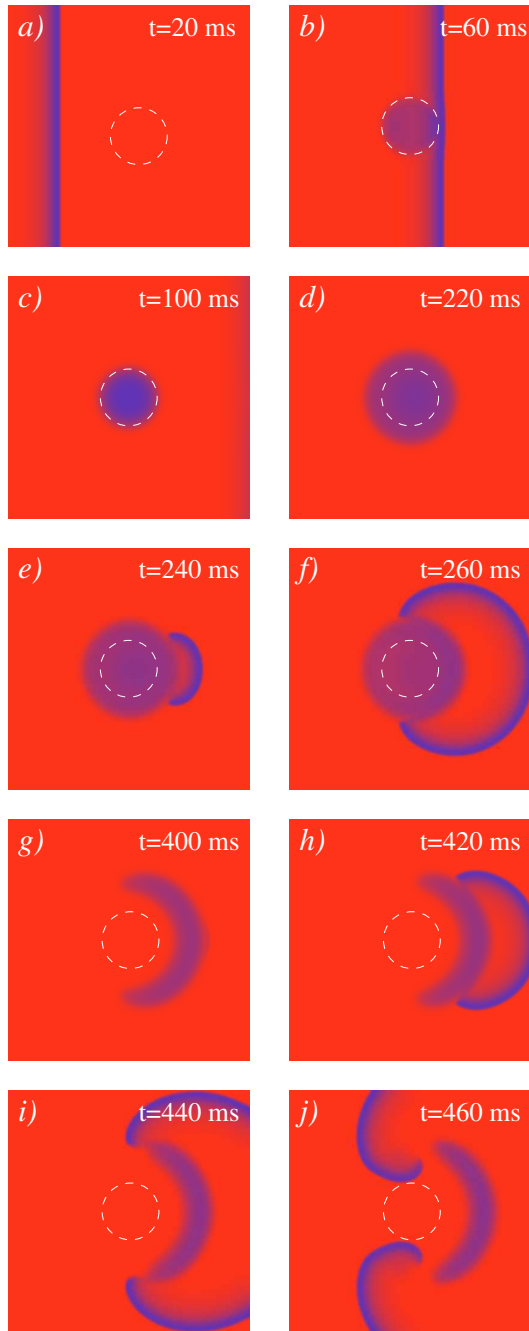 a) t=20 ms
b) t=60 ms
c) t=100 ms
d) t=220 ms
e) t=240 ms
f) t=260 ms
g) t=400 ms
h) t=420 ms
i) t=440 ms
j) t=460 ms